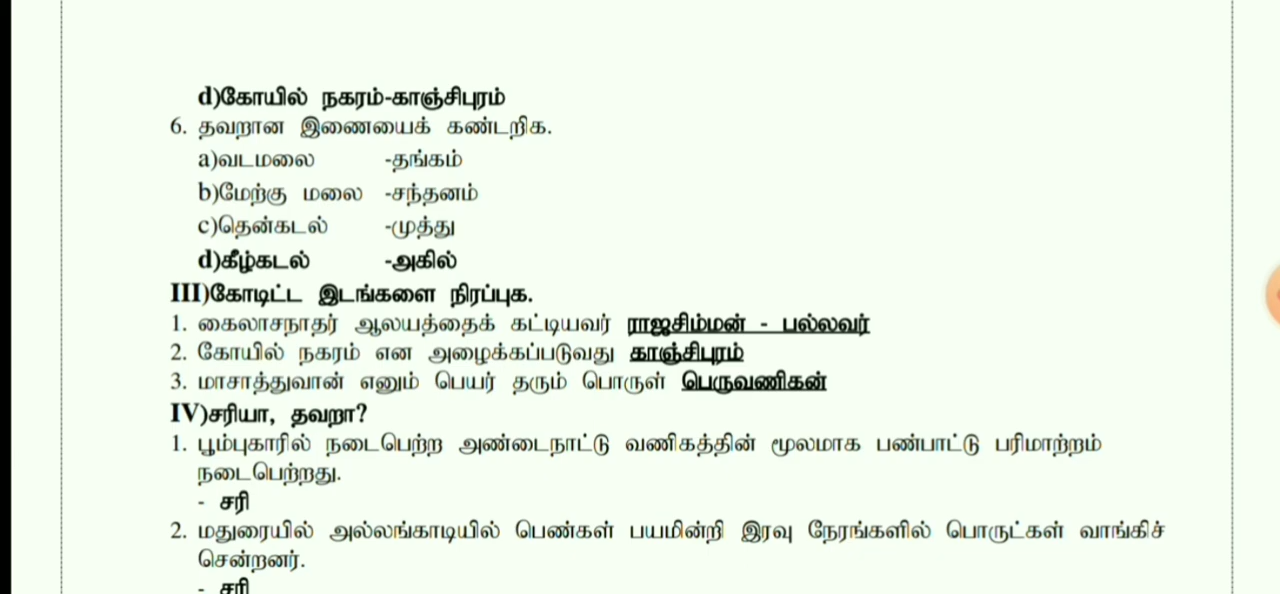 d)கோயில் நகரம்-காஞ்சிபுரம்
6. தவறான இணையைக் கண்டறிக.
a)வடமலை -தங்கம்
b)மேற்கு மலை -சந்தனம்
c)தென்கடல் -முத்து
d)கீழ்கடல் -அகில்
III)கோடிட்ட இடங்களை நிரப்புக.
1. கைலாசநாதர் ஆலயத்தைக் கட்டியவர் ராஜசிம்மன் - பல்லவர்
2. கோயில் நகரம் என அழைக்கப்படுவது காஞ்சிபுரம்
3. மாசாத்துவான் எனும் பெயர் தரும் பொருள் பெருவணிகன்
IV)சரியா, தவறா?
1. பூம்புகாரில் நடைபெற்ற அண்டைநாட்டு வணிகத்தின் மூலமாக பண்பாட்டு பரிமாற்றம்
நடைபெற்றது.
- சரி
2. மதுரையில் அல்லங்காடியில் பெண்கள் பயமின்றி இரவு நேரங்களில் பொருட்கள் வாங்கிச்
சென்றனர்.
- சரி